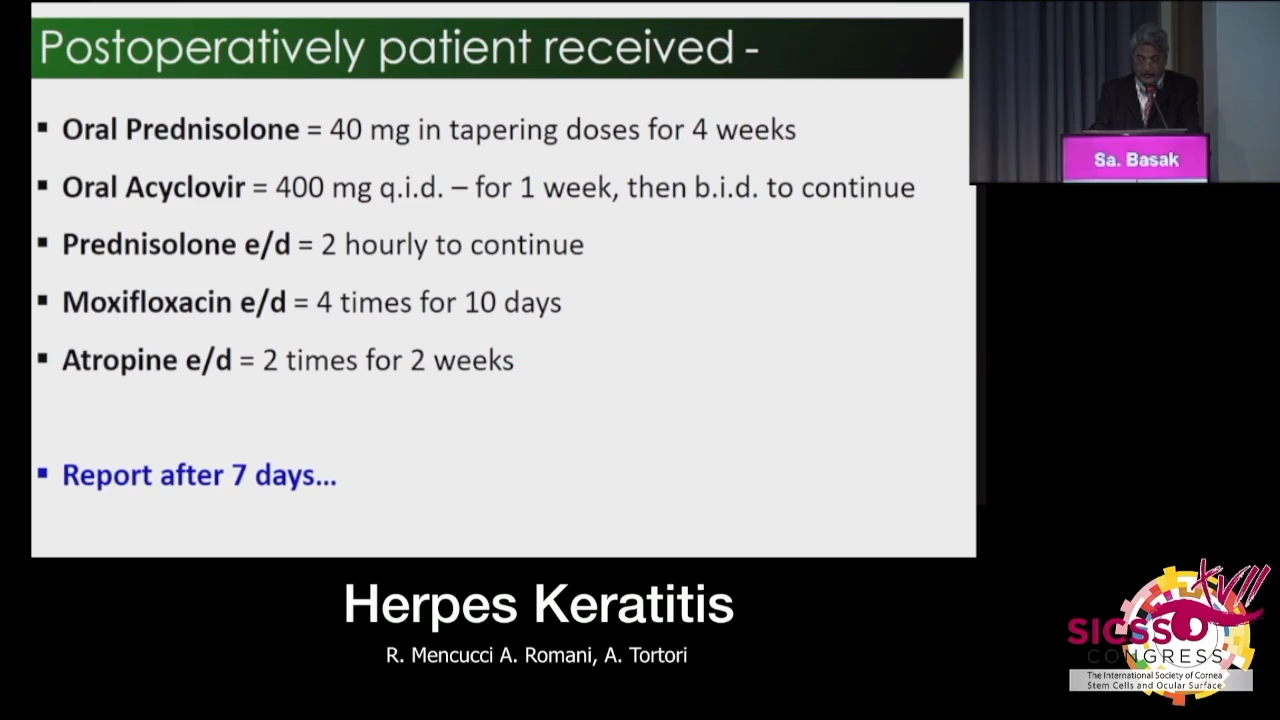 Postoperatively patient received -
▪ Oral Prednisolone = 40 mg in tapering doses for 4 weeks
▪ Oral Acyclovir = 400 mg q.i.d. – for 1 week, then b.i.d. to continue
▪ Prednisolone e/d = 2 hourly to continue
▪ Moxifloxacin e/d = 4 times for 10 days
▪ Atropine e/d = 2 times for 2 weeks
▪ Report after 7 days...
Sa. Basak
Herpes Keratitis
R. Mencucci A. Romani, A. Tortori
XVII
SICSSO
CONGRESS
The International Society of Cornea
Stem Cells and Ocular Surface